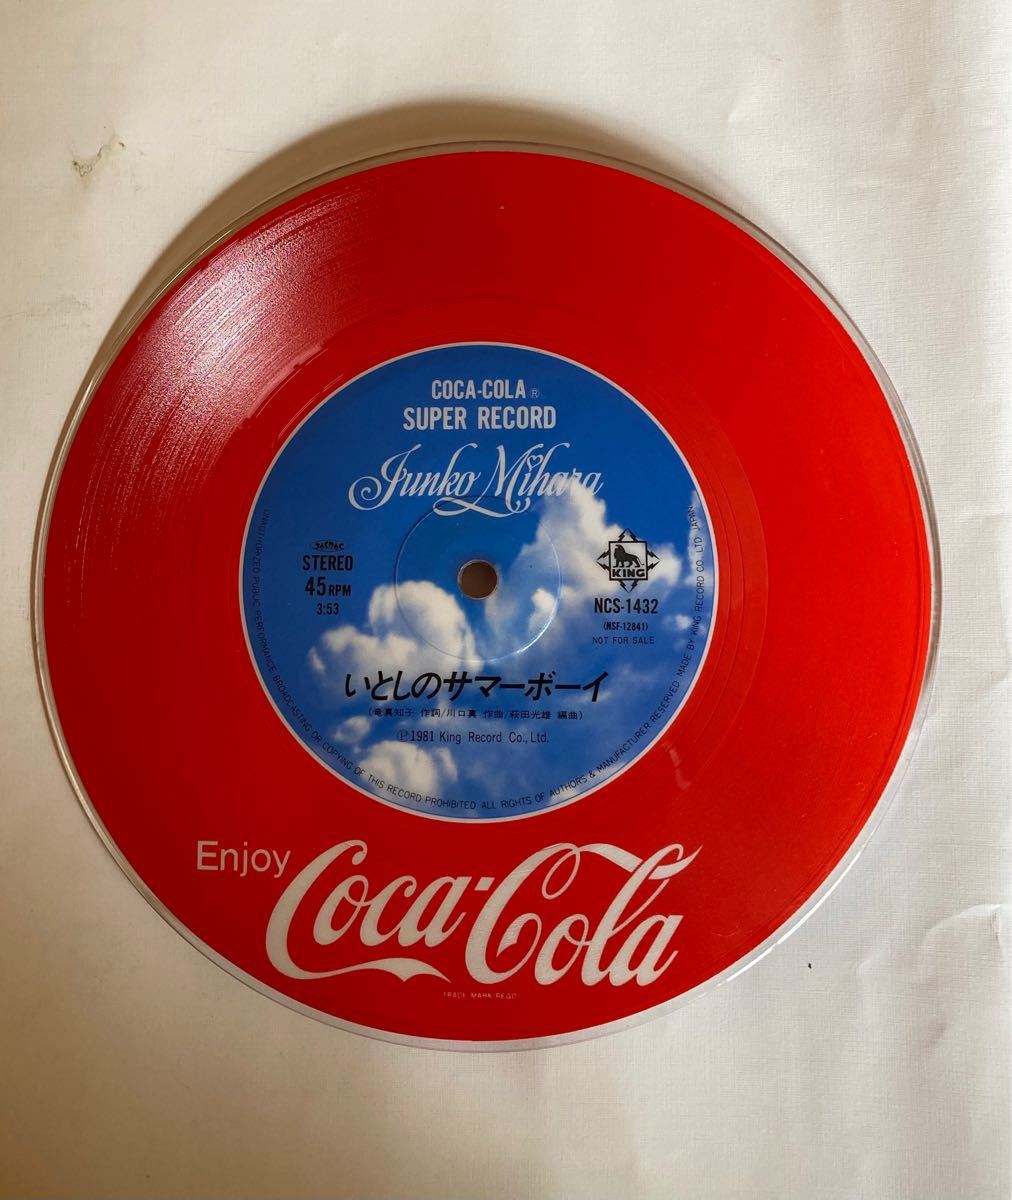 COCA-COLA®
SUPER RECORD
Junko Mihara
JASRAC
STEREO
45 RPM
3:53
KING
NCS-1432
(NSF-12841)
NOT FOR SALE
いとしのサマーボーイ
(竜真知子 作詞/川口真 作曲/萩田光雄 編曲)
Ⓟ1981 King Record Co., Ltd.
UNAUTHORIZED PUBLIC PERFORMANCE BROADCASTING OR COPYING OF THIS RECORD PROHIBITED ALL RIGHTS OF AUTHORS & MANUFACTURER RESERVED MADE BY KING RECORD CO., LTD. JAPAN
Enjoy
Coca-Cola
TRADE MARK REGD